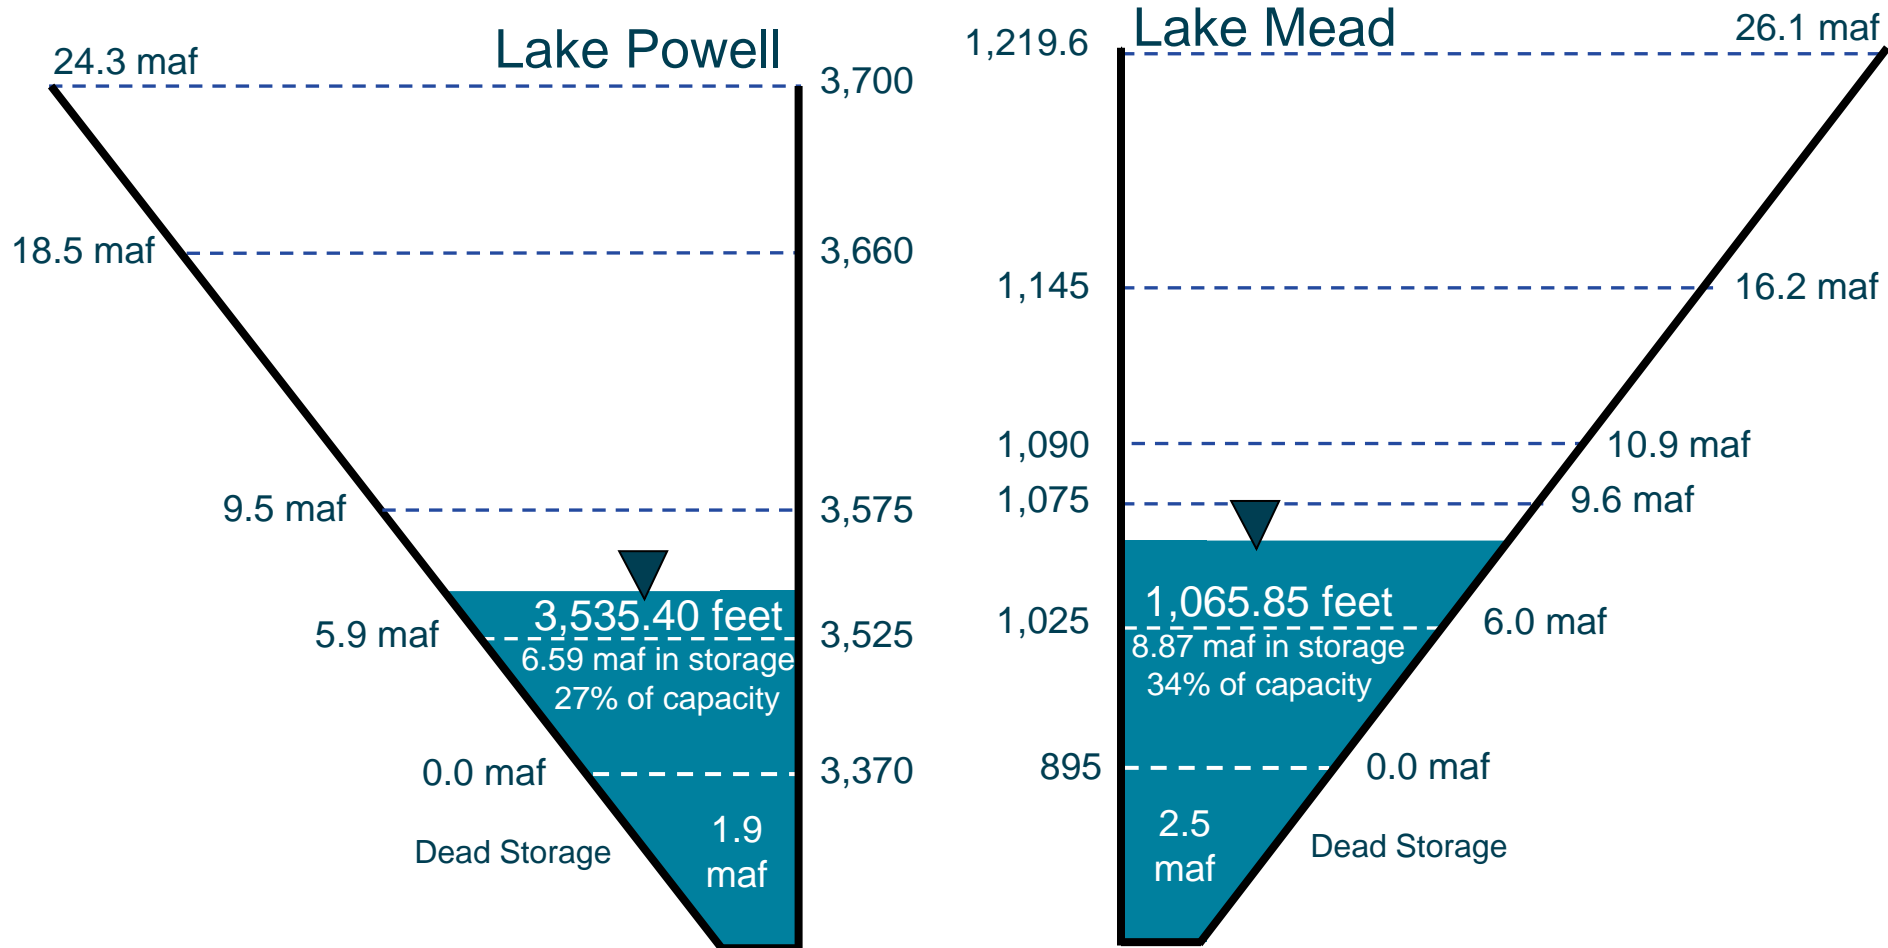 Lake Powell
24.3 maf
3,700
18.5 maf
3,660
9.5 maf
3,575
3,535.40 feet
5.9 maf
3,525
6.59 maf in storage
27% of capacity
0.0 maf
3,370
1.9
maf
Dead Storage
Lake Mead
1,219.6
26.1 maf
1,145
16.2 maf
1,090
10.9 maf
1,075
9.6 maf
1,065.85 feet
1,025
6.0 maf
8.87 maf in storage
34% of capacity
895
0.0 maf
2.5
maf
Dead Storage